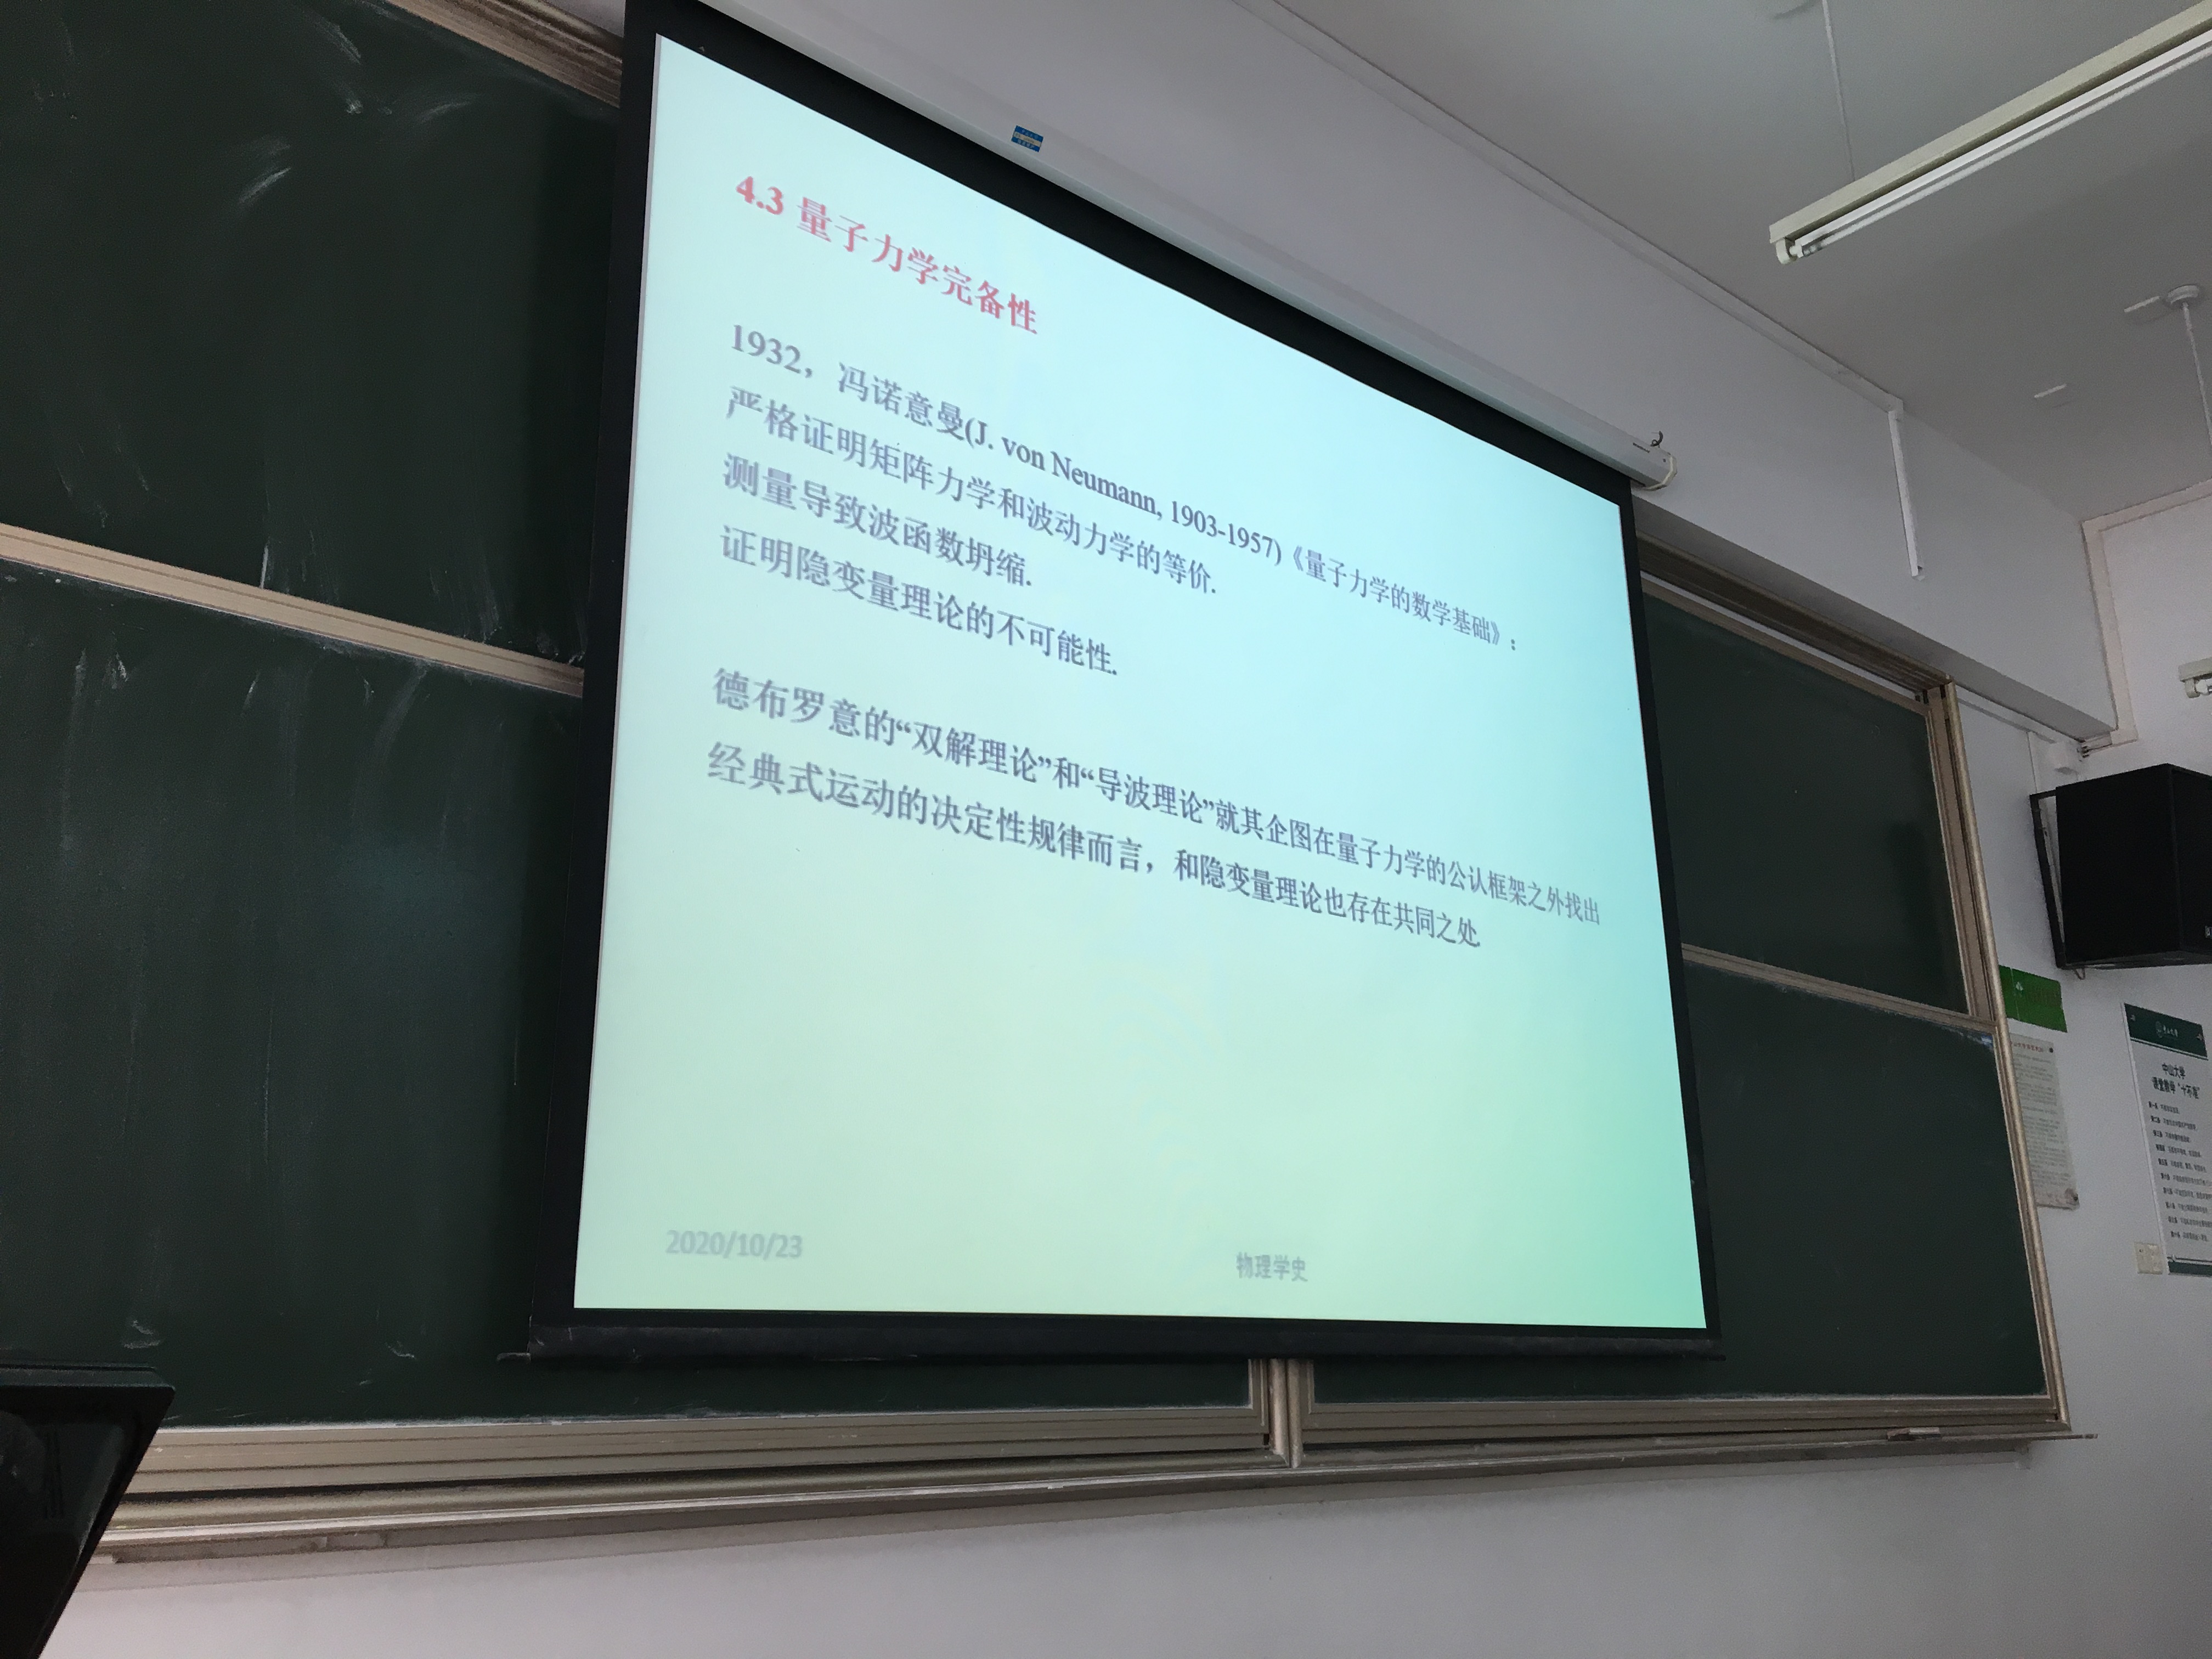 4.3 量子力学完备性
1932，冯诺意曼(J. von Neumann, 1903-1957)《量子力学的数学基础》：
严格证明矩阵力学和波动力学的等价.
测量导致波函数坍缩.
证明隐变量理论的不可能性.
德布罗意的“双解理论”和“导波理论”就其企图在量子力学的公认框架之外找出
经典式运动的决定性规律而言，和隐变量理论也存在共同之处
2020/10/23
物理学史
中山大学
课堂教学“十不准”